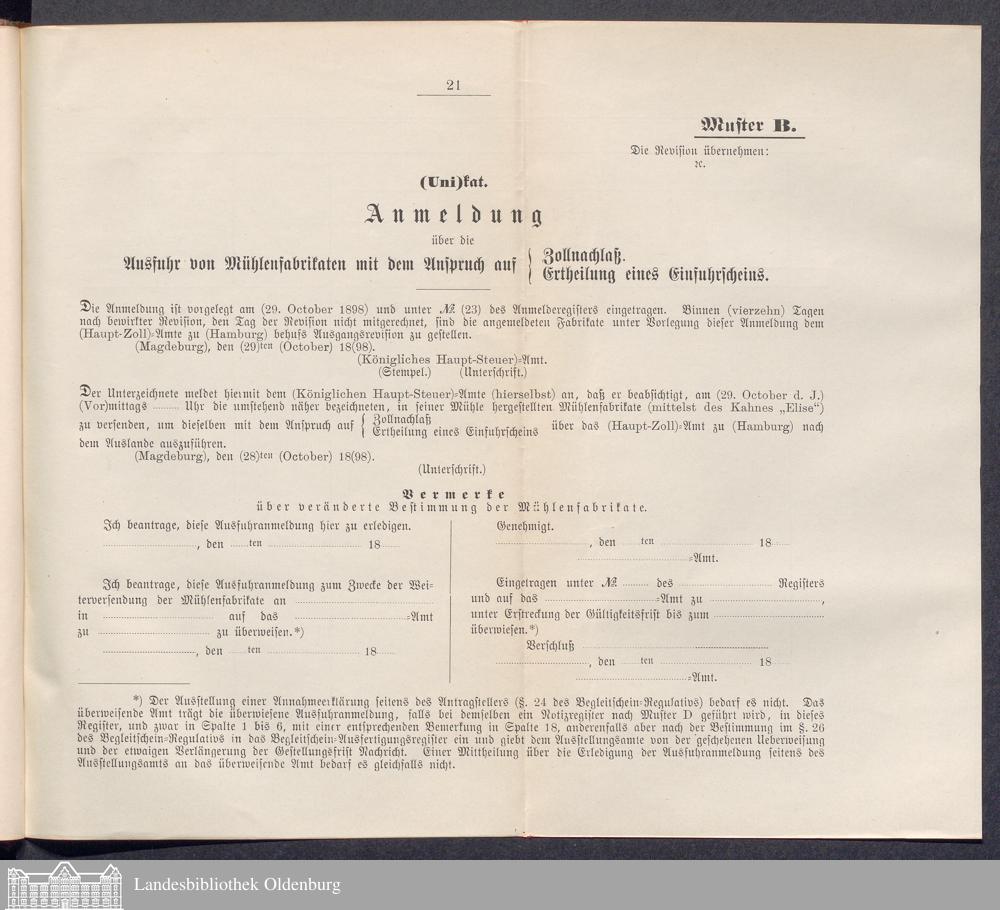 21
Muster B.
Die Revision übernehmen:
ꝛc.
(Uni)kat.
Anmeldung
über die
Ausfuhr von Mühlenfabrikaten mit dem Anspruch auf { Zollnachlaß.
Ertheilung eines Einfuhrscheins.
Die Anmeldung ist vorgelegt am (29. October 1898) und unter № (23) des Anmelderegisters eingetragen. Binnen (vierzehn) Tagen
nach bewirkter Revision, den Tag der Revision nicht mitgerechnet, sind die angemeldeten Fabrikate unter Vorlegung dieser Anmeldung dem
(Haupt-Zoll)-Amte zu (Hamburg) behufs Ausgangsrevision zu gestellen.
(Magdeburg), den (29)ten (October) 18(98).
(Königliches Haupt-Steuer)-Amt.
(Stempel.) (Unterschrift.)
Der Unterzeichnete meldet hiermit dem (Königlichen Haupt-Steuer)-Amte (hierselbst) an, daß er beabsichtigt, am (29. October d. J.)
(Vor)mittags ........ Uhr die umstehend näher bezeichneten, in seiner Mühle hergestellten Mühlenfabrikate (mittelst des Kahnes „Elise“)
zu versenden, um dieselben mit dem Anspruch auf { Zollnachlaß
Ertheilung eines Einfuhrscheins über das (Haupt-Zoll)-Amt zu (Hamburg) nach
dem Auslande auszuführen.
(Magdeburg), den (28)ten (October) 18(98).
(Unterschrift.)
Vermerke
über veränderte Bestimmung der Mühlenfabrikate.
Ich beantrage, diese Ausfuhranmeldung hier zu erledigen.
........, den ........ten ........ 18........
Ich beantrage, diese Ausfuhranmeldung zum Zwecke der Wei-
terversendung der Mühlenfabrikate an ........
in ........ auf das ........-Amt
zu ........ zu überweisen.*)
........, den ........ten ........ 18........
Genehmigt.
........, den ........ten ........ 18........
........-Amt.
Eingetragen unter № ........ des ........ Registers
und auf das ........-Amt zu ........,
unter Erstreckung der Gültigkeitsfrist bis zum ........
überwiesen.*)
Verschluß ........
........, den ........ten ........ 18........
........-Amt.
*) Der Ausstellung einer Annahmeerklärung seitens des Antragstellers (§. 24 des Begleitschein-Regulativs) bedarf es nicht. Das
überweisende Amt trägt die überwiesene Ausfuhranmeldung, falls bei demselben ein Notizregister nach Muster D geführt wird, in dieses
Register, und zwar in Spalte 1 bis 6, mit einer entsprechenden Bemerkung in Spalte 18, anderenfalls aber nach der Bestimmung im §. 26
des Begleitschein-Regulativs in das Begleitschein-Ausfertigungsregister ein und giebt dem Ausstellungsamte von der geschehenen Ueberweisung
und der etwaigen Verlängerung der Gestellungsfrist Nachricht. Einer Mittheilung über die Erledigung der Ausfuhranmeldung seitens des
Ausstellungsamts an das überweisende Amt bedarf es gleichfalls nicht.
Landesbibliothek Oldenburg